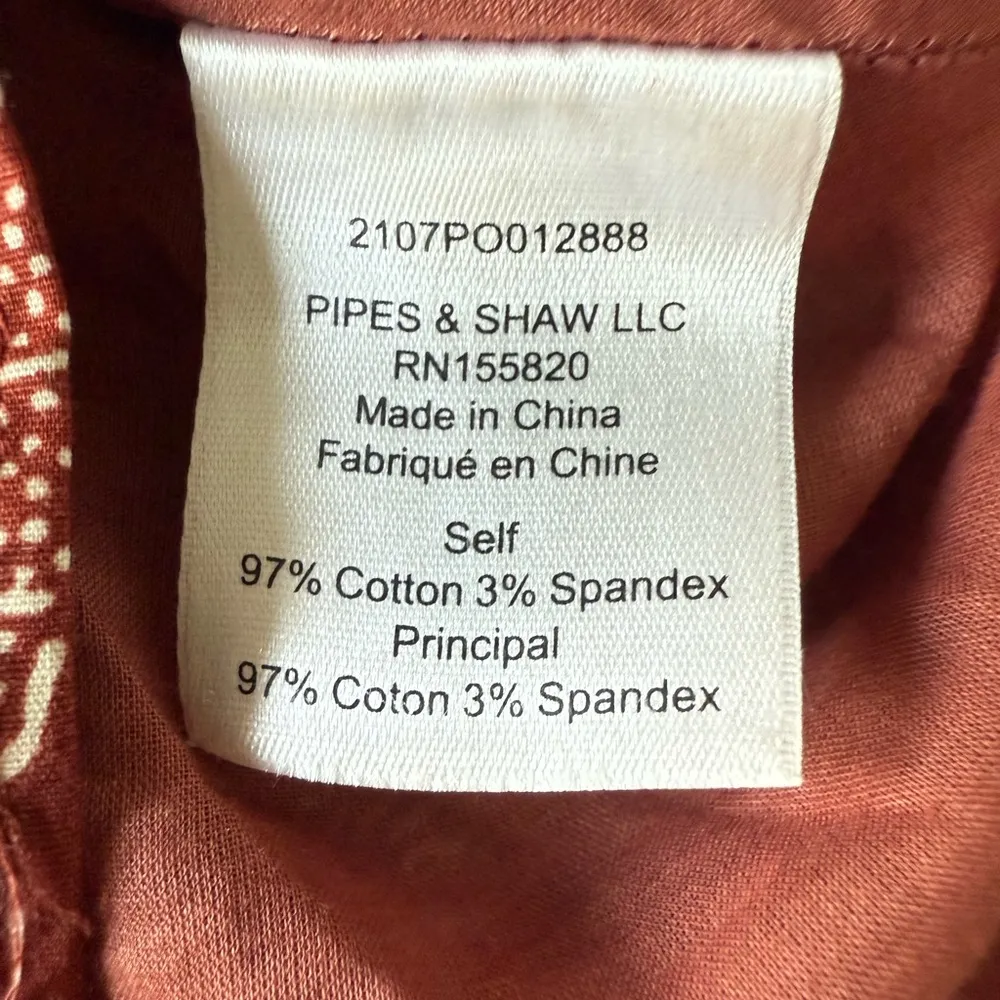 2107PO012888
PIPES & SHAW LLC
RN155820
Made in China
Fabriqué en Chine
Self
97% Cotton 3% Spandex
Principal
97% Coton 3% Spandex